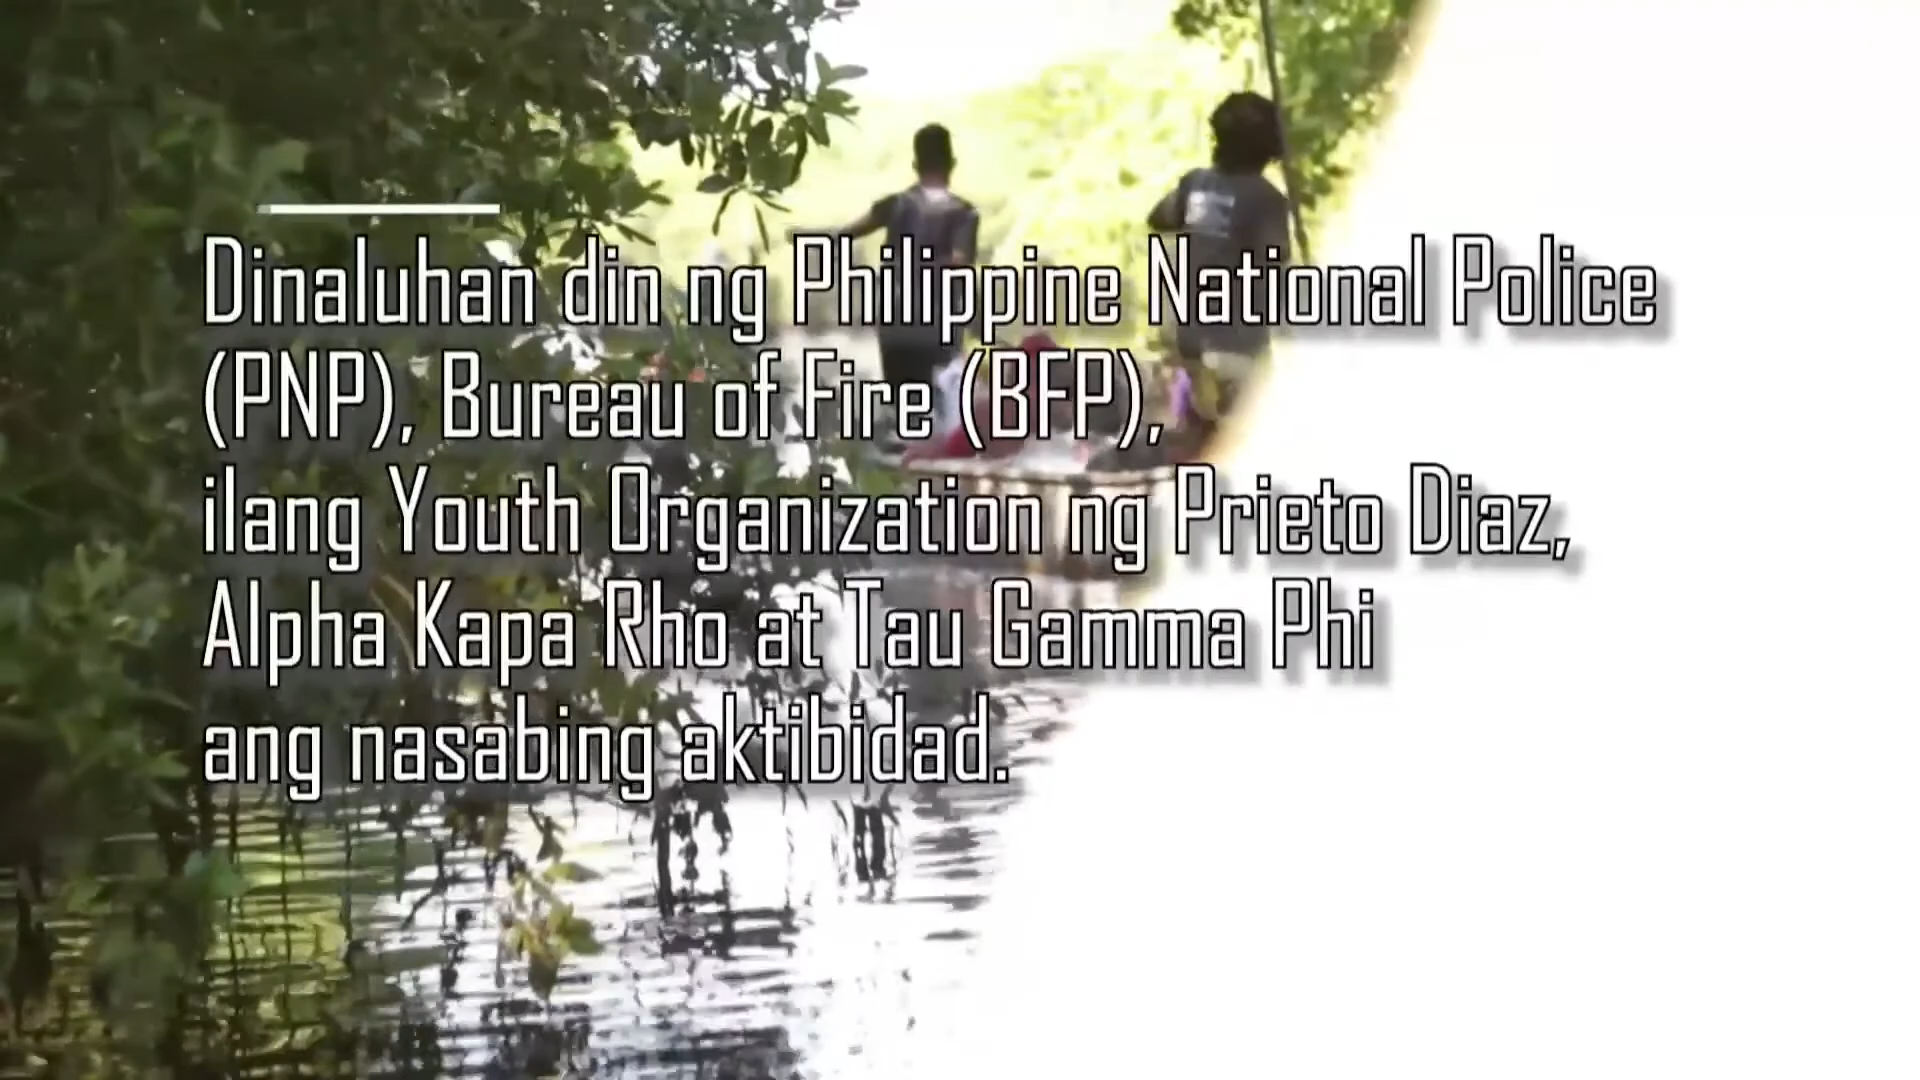 Dinaluhan din ng Philippine National Police
(PNP), Bureau of Fire (BFP),
ilang Youth Organization ng Prieto Diaz,
Alpha Kapa Rho at Tau Gamma Phi
ang nasabing aktibidad.